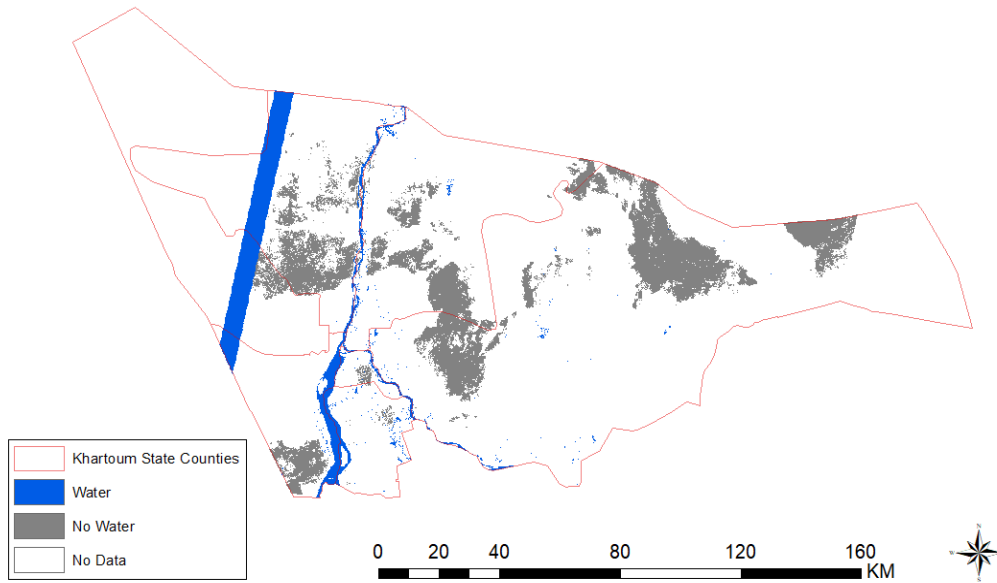 Khartoum State Counties
Water
No Water
No Data
0 20 40 80 120 160
KM
N
W E
S